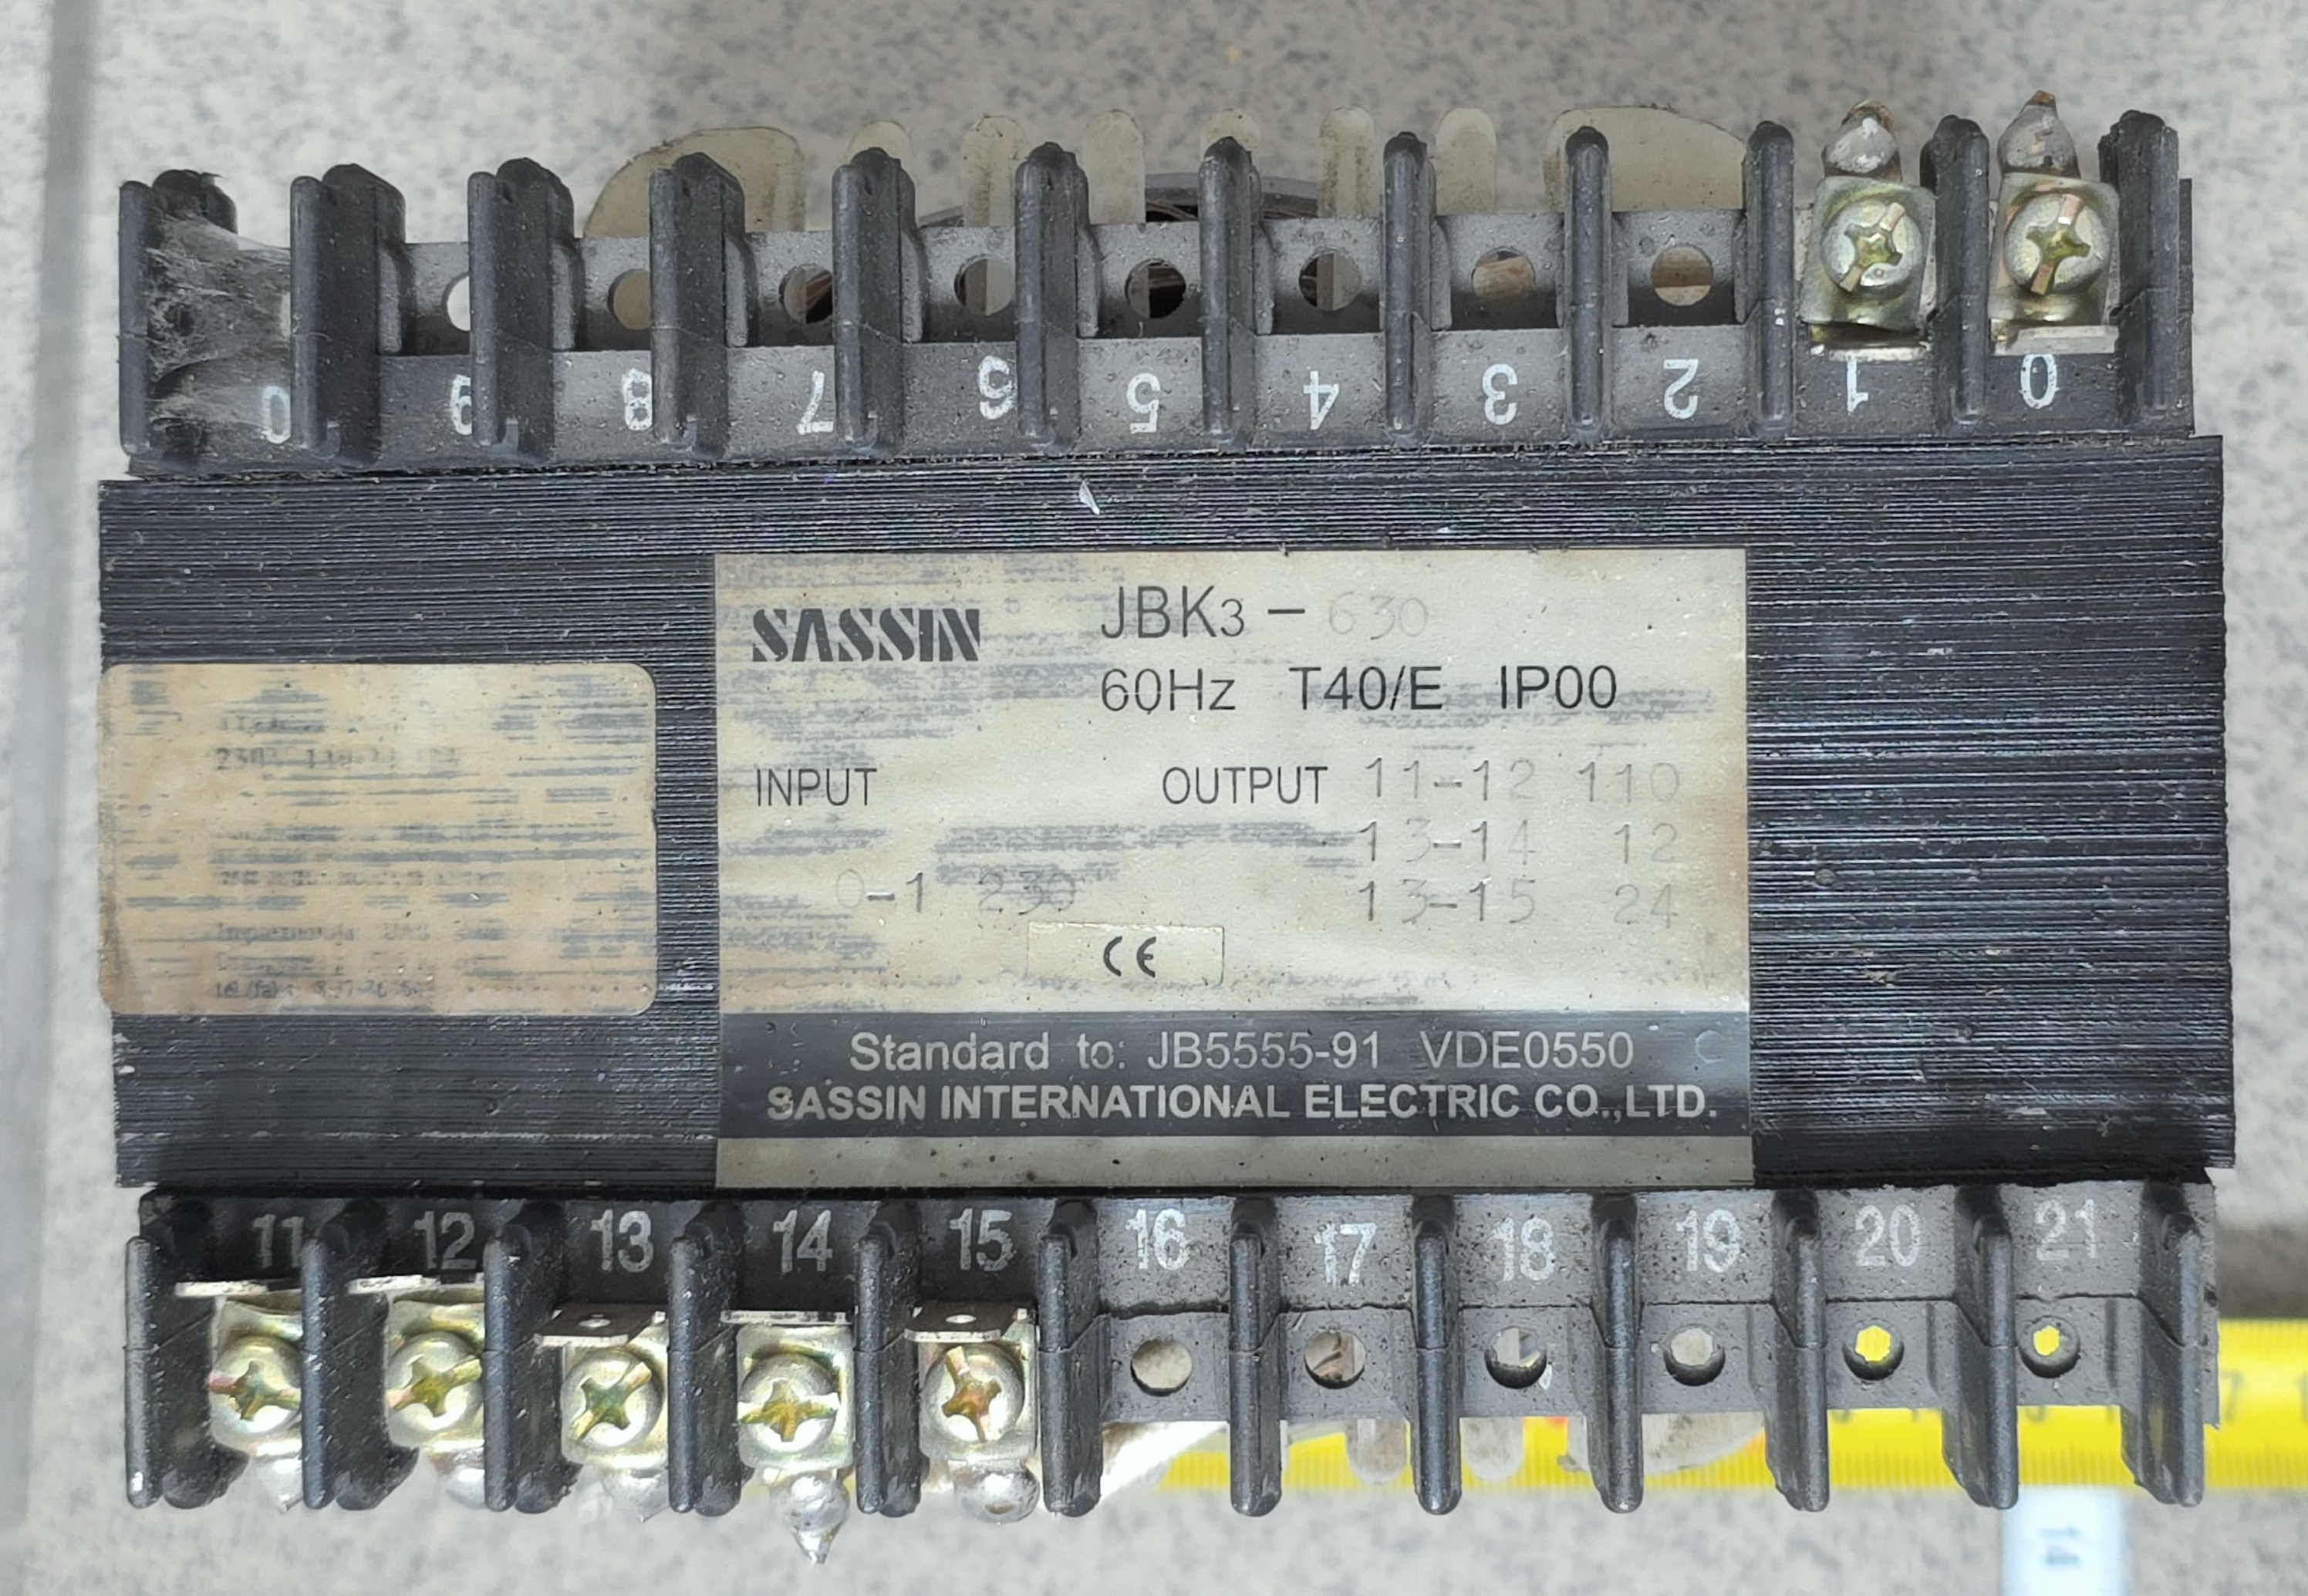 0 9 8 7 6 5 4 3 2 1 0
SASSIN
JBK3 - 630
60Hz T40/E IP00
INPUT
0-1 230
OUTPUT 11-12 110
13-14 12
13-15 24
CE
Standard to: JB5555-91 VDE0550
SASSIN INTERNATIONAL ELECTRIC CO.,LTD.
11 12 13 14 15 16 17 18 19 20 21
14